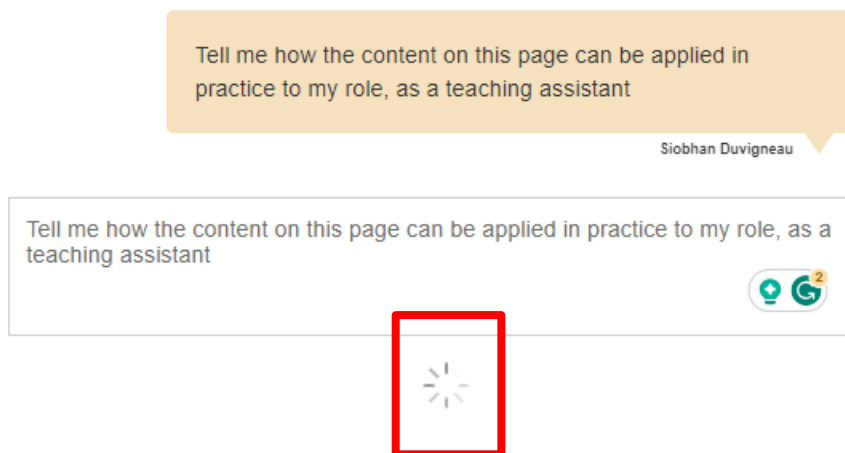 Tell me how the content on this page can be applied in
practice to my role, as a teaching assistant
Siobhan Duvigneau
Tell me how the content on this page can be applied in practice to my role, as a
teaching assistant
2